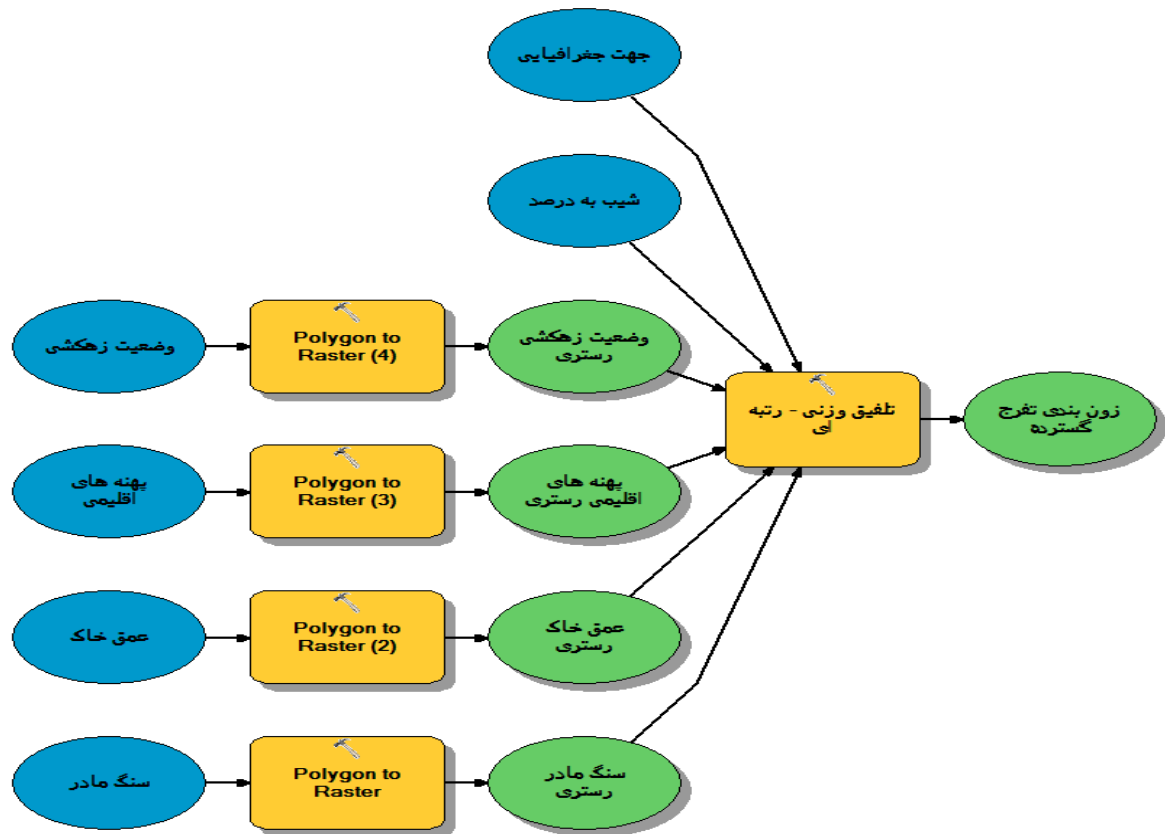 جهت جغرافیایی
شیب به درصد
وضعیت زهکشی
Polygon to
Raster (4)
وضعیت زهکشی
رستری
تلفیق وزنی - رتبه
ای
زون بندی تفرج
گسترده
پهنه های
اقلیمی
Polygon to
Raster (3)
پهنه های
اقلیمی رستری
عمق خاک
Polygon to
Raster (2)
عمق خاک
رستری
سنگ مادر
Polygon to
Raster
سنگ مادر
رستری